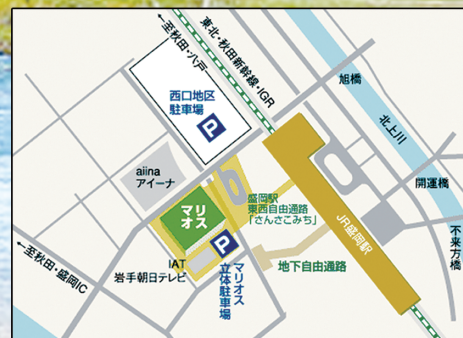 ←至秋田・八戸
東北・秋田新幹線・IGR
旭橋
西口地区
駐車場
P
北上川
aiina
アイーナ
開運橋
マリ
オス
盛岡駅
東西自由通路
「さんさこみち」
JR盛岡駅
不来方橋
←至秋田・盛岡IC
IAT
岩手朝日テレビ
P
マリオス
立体駐車場
地下自由通路